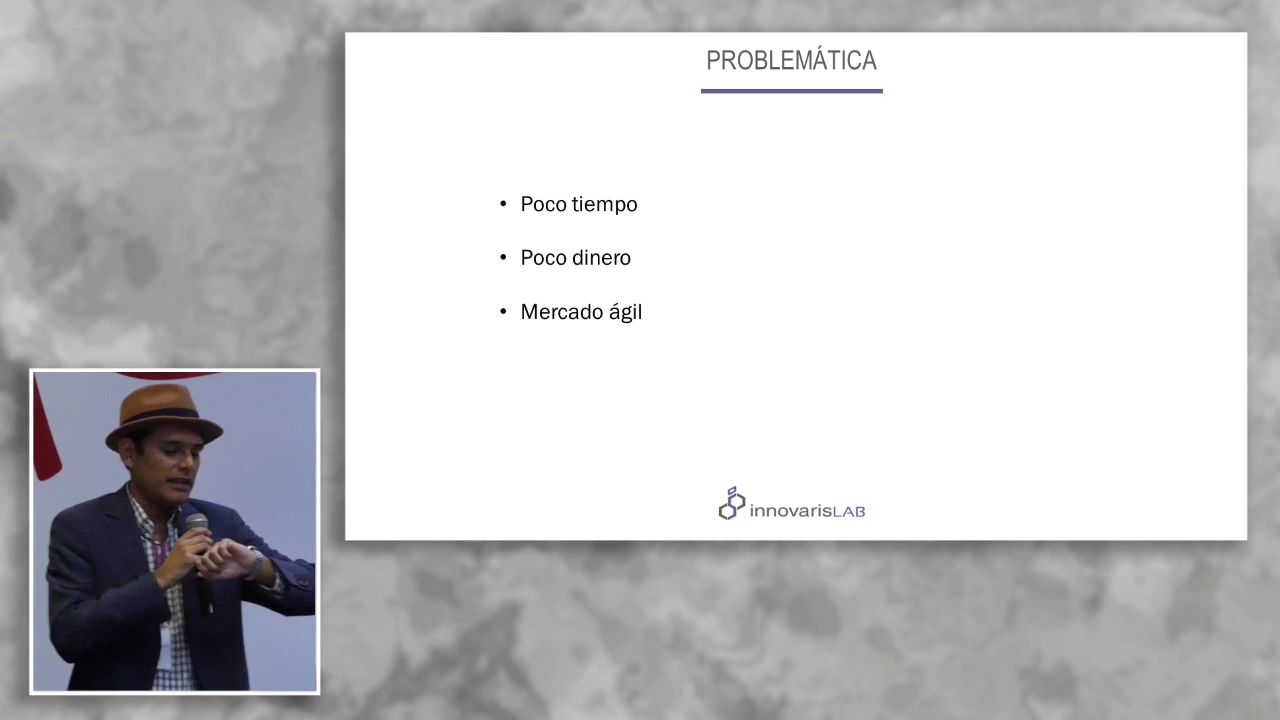 PROBLEMÁTICA
• Poco tiempo
• Poco dinero
• Mercado ágil
innovarisLAB